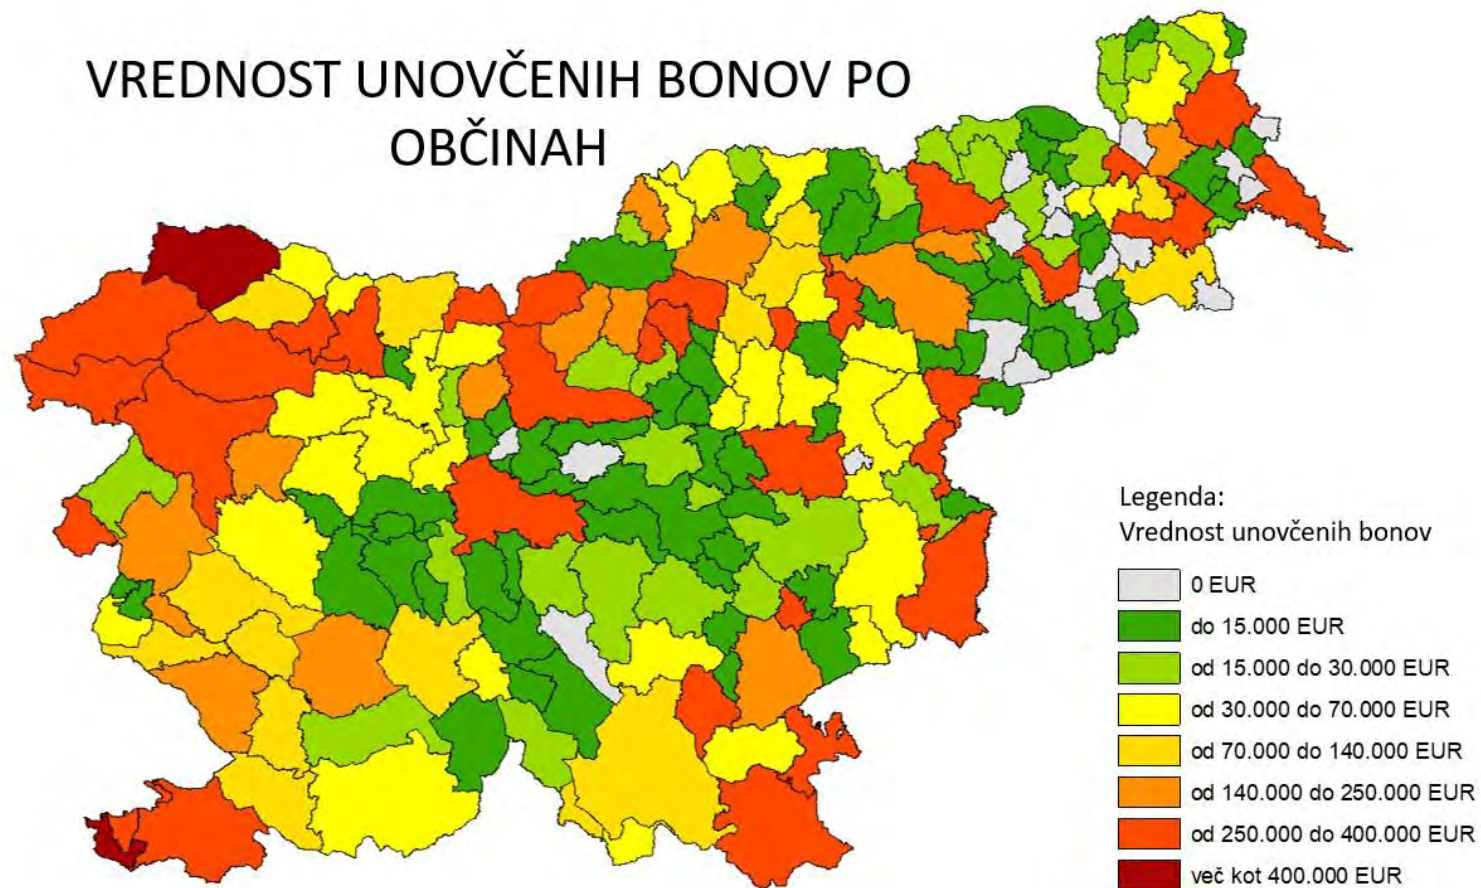 VREDNOST UNOVČENIH BONOV PO
OBČINAH
Legenda:
Vrednost unovčenih bonov
0 EUR
do 15.000 EUR
od 15.000 do 30.000 EUR
od 30.000 do 70.000 EUR
od 70.000 do 140.000 EUR
od 140.000 do 250.000 EUR
od 250.000 do 400.000 EUR
več kot 400.000 EUR